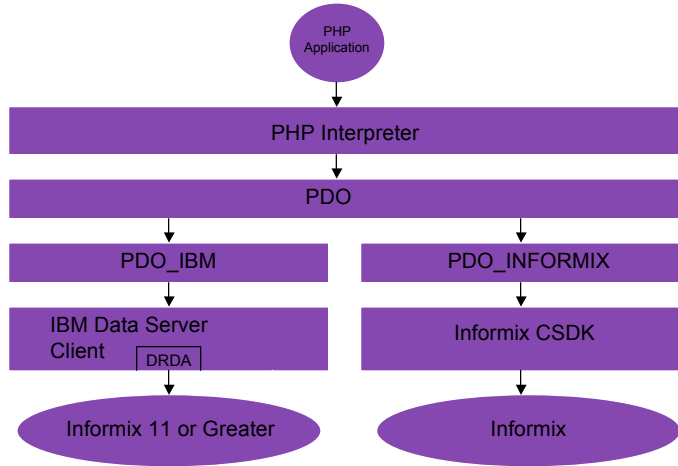 PHP
Application
PHP Interpreter
PDO
PDO_IBM
PDO_INFORMIX
IBM Data Server
Client
DRDA
Informix CSDK
Informix 11 or Greater
Informix